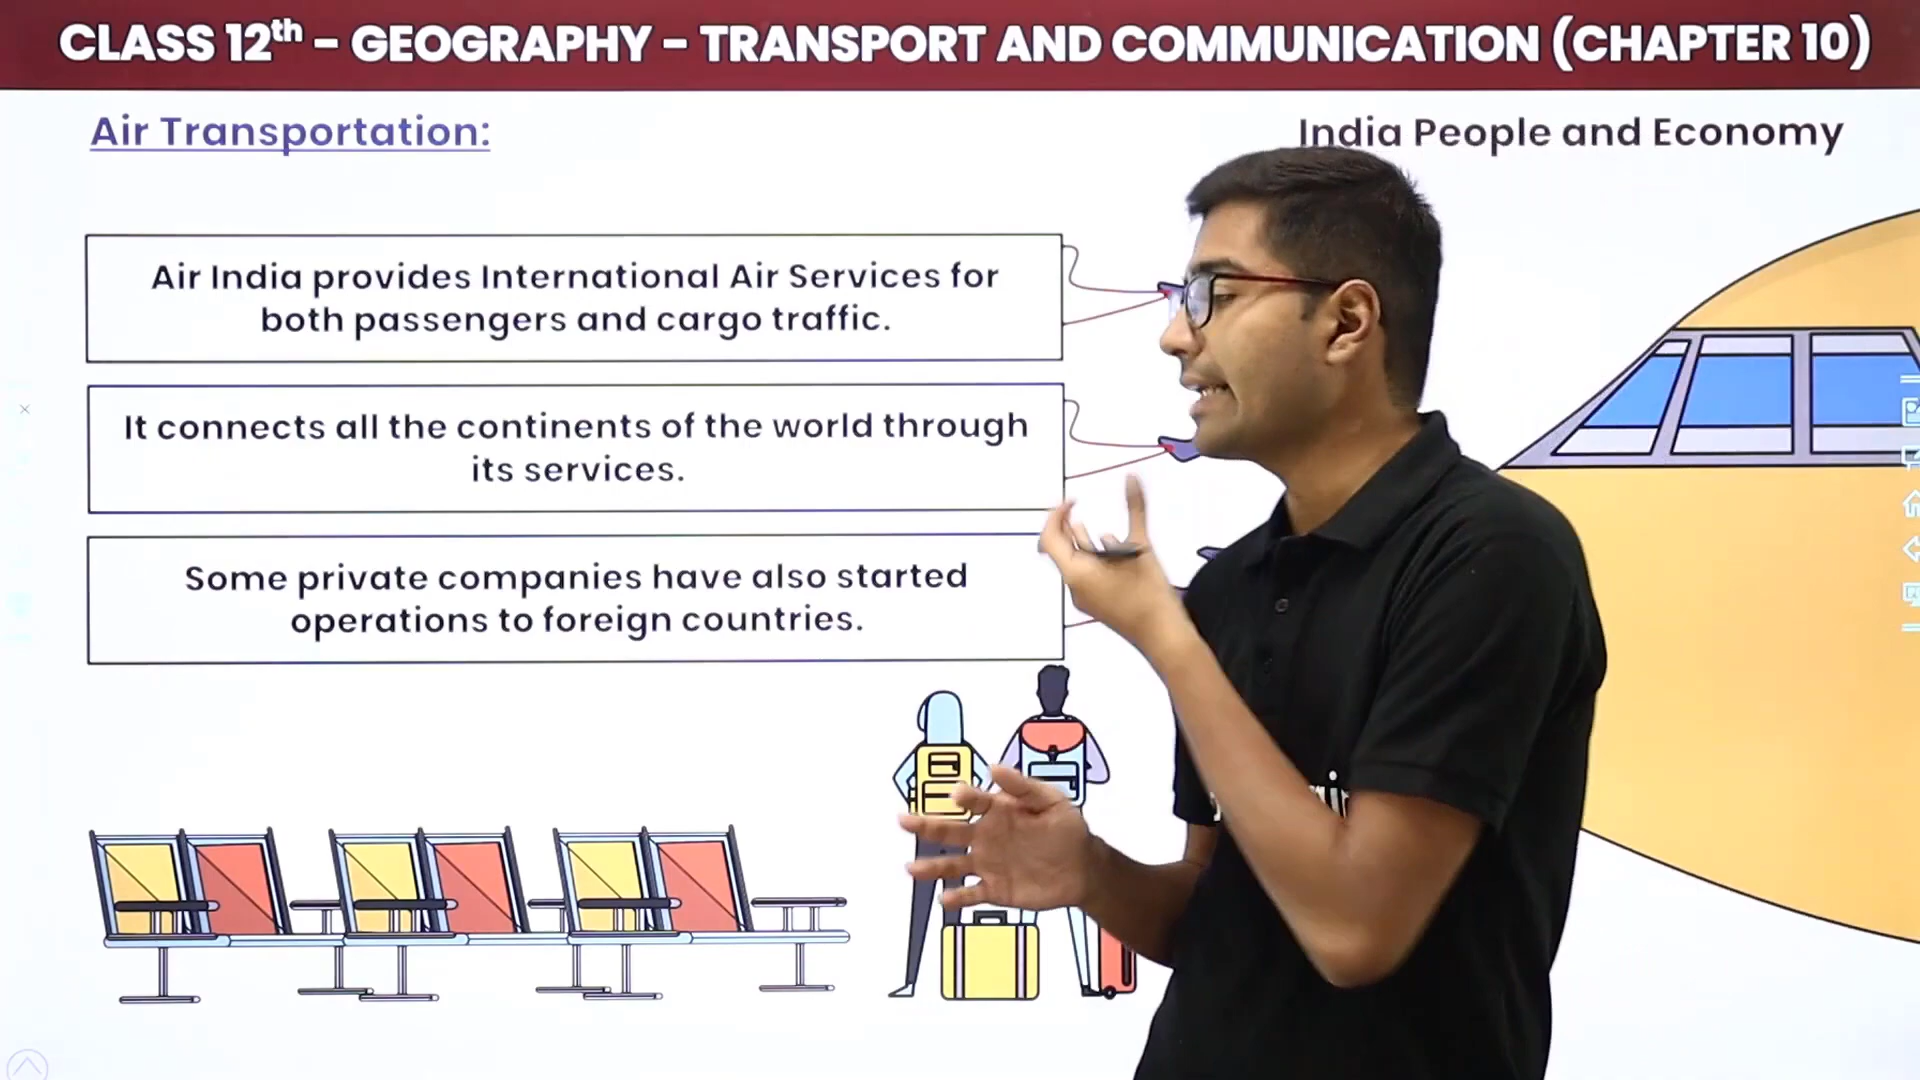 CLASS 12th - GEOGRAPHY - TRANSPORT AND COMMUNICATION (CHAPTER 10)
Air Transportation:
India People and Economy
Air India provides International Air Services for
both passengers and cargo traffic.
It connects all the continents of the world through
its services.
Some private companies have also started
operations to foreign countries.